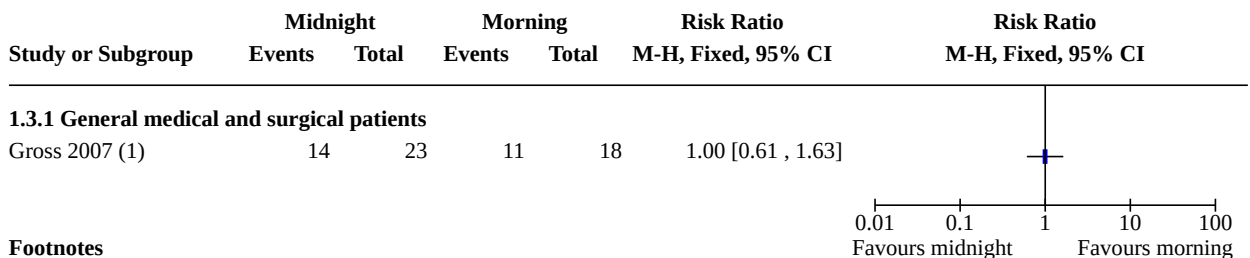 Midnight Morning Risk Ratio Risk Ratio
Study or Subgroup Events Total Events Total M-H, Fixed, 95% CI M-H, Fixed, 95% CI
1.3.1 General medical and surgical patients
Gross 2007 (1) 14 23 11 18 1.00 [0.61 , 1.63]
0.01 0.1 1 10 100
Footnotes Favours midnight Favours morning